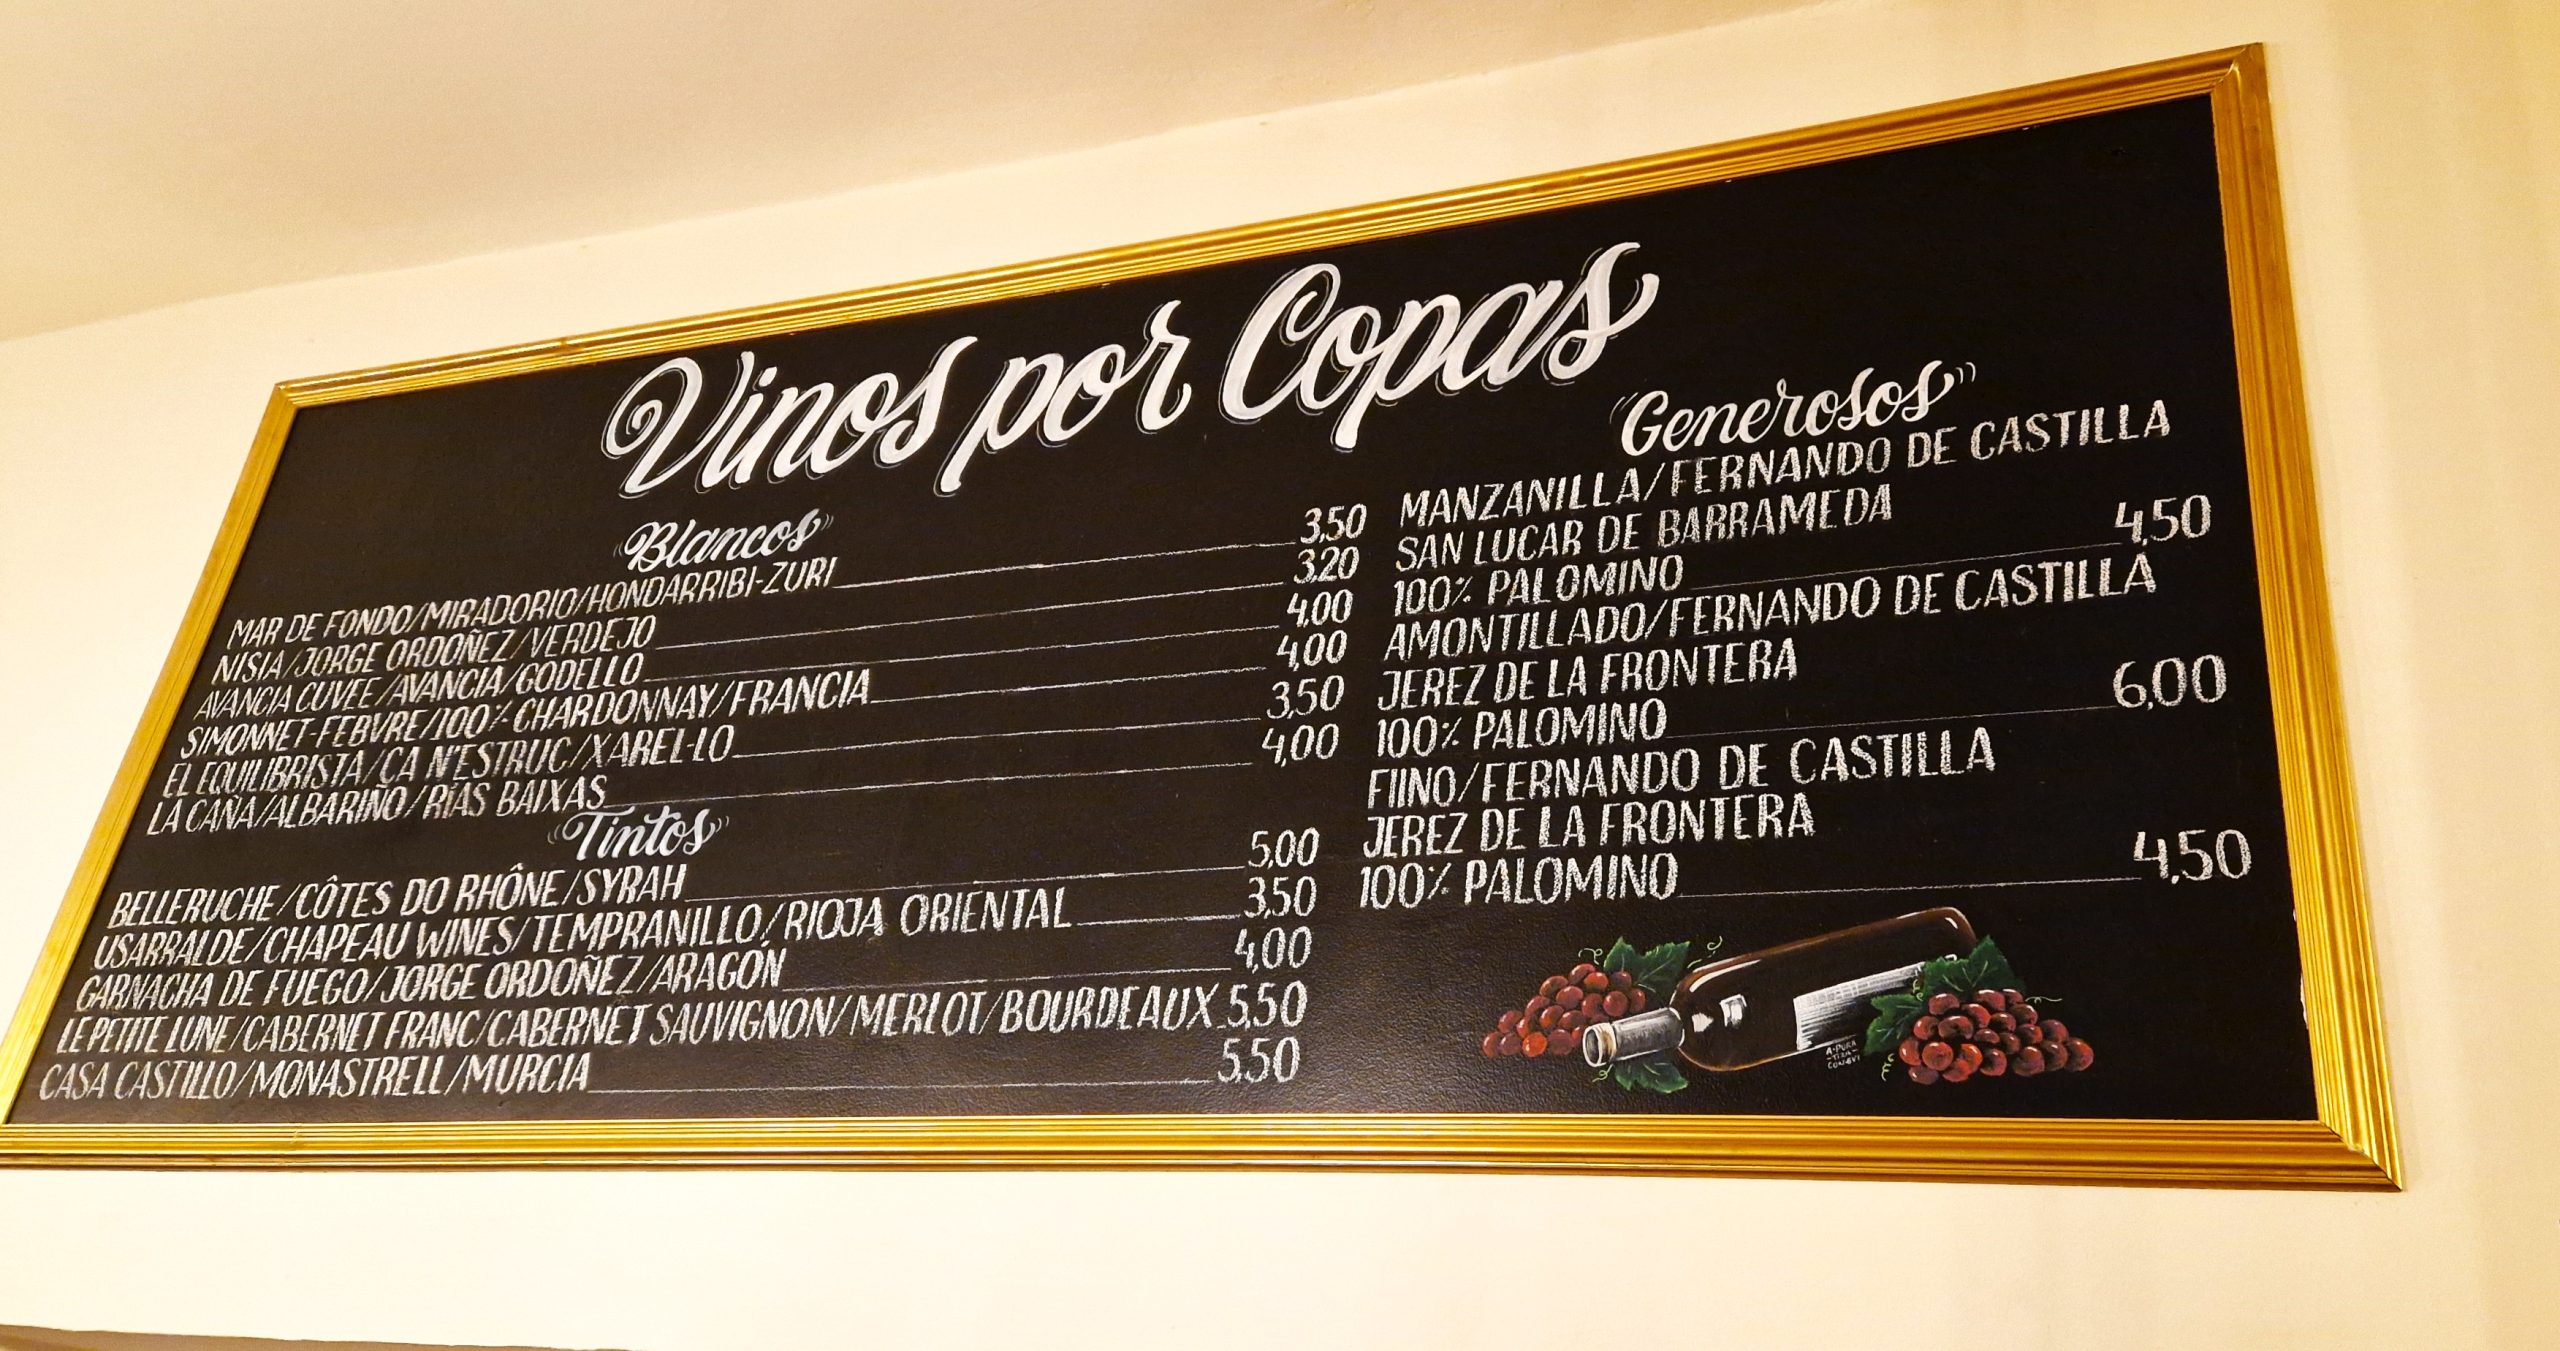 Vinos por Copas
"Blancos"
MAR DE FONDO/MIRADORIO/HONDARRIBI-ZURI 3,50
NISIA/JORGE ORDOÑEZ/VERDEJO 3,20
AVANCIA CUVEE/AVANCIA/GODELLO 4,00
SIMONNET-FEBVRE/100% CHARDONNAY/FRANCIA 4,00
EL EQUILIBRISTA/CA N'ESTRUC/XAREL-LO 3,50
LA CAÑA/ALBARIÑO/RÍAS BAIXAS 4,00
"Tintos"
BELLERUCHE/CÔTES DO RHÔNE/SYRAH 5,00
USARRALDE/CHAPEAU WINES/TEMPRANILLO/RIOJA ORIENTAL 3,50
GARNACHA DE FUEGO/JORGE ORDOÑEZ/ARAGÓN 4,00
LE PETITE LUNE/CABERNET FRANC/CABERNET SAUVIGNON/MERLOT/BOURDEAUX 5,50
CASA CASTILLO/MONASTRELL/MURCIA 5,50
"Generosos"
MANZANILLA/FERNANDO DE CASTILLA
SAN LUCAR DE BARRAMEDA
100% PALOMINO 4,50
AMONTILLADO/FERNANDO DE CASTILLA
JEREZ DE LA FRONTERA
100% PALOMINO 6,00
FIINO/FERNANDO DE CASTILLA
JEREZ DE LA FRONTERA
100% PALOMINO 4,50
A-PURA
-TIZA-